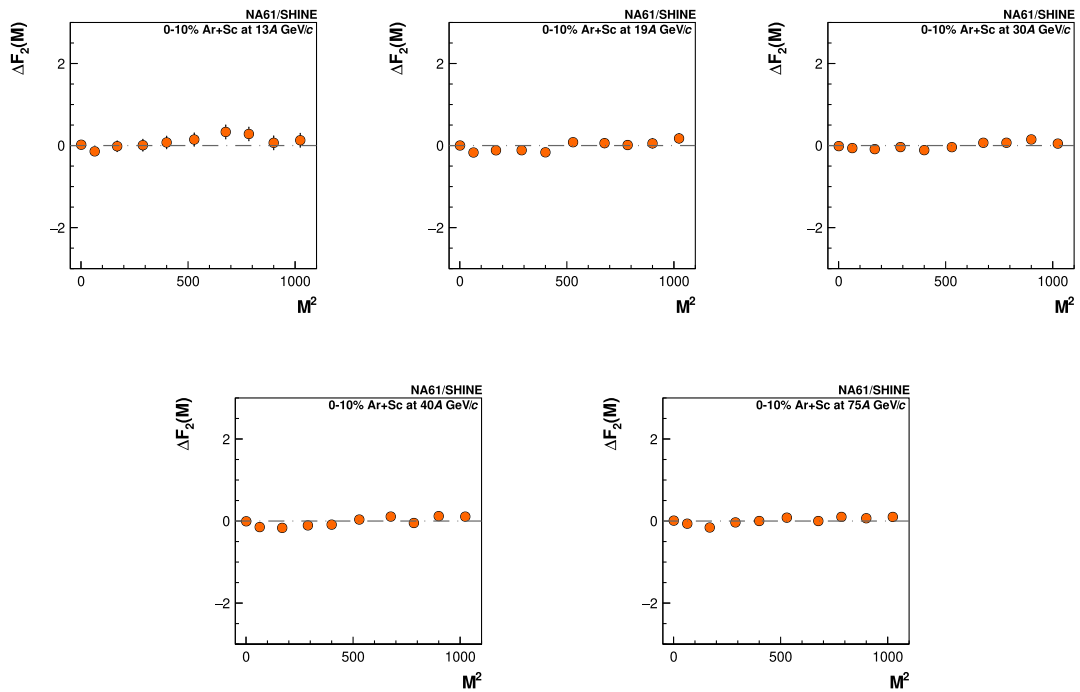 NA61/SHINE
0-10% Ar+Sc at 13A GeV/c
ΔF₂(M)
2
0
−2
0 500 1000
M²
NA61/SHINE
0-10% Ar+Sc at 19A GeV/c
ΔF₂(M)
2
0
−2
0 500 1000
M²
NA61/SHINE
0-10% Ar+Sc at 30A GeV/c
ΔF₂(M)
2
0
−2
0 500 1000
M²
NA61/SHINE
0-10% Ar+Sc at 40A GeV/c
ΔF₂(M)
2
0
−2
0 500 1000
M²
NA61/SHINE
0-10% Ar+Sc at 75A GeV/c
ΔF₂(M)
2
0
−2
0 500 1000
M²